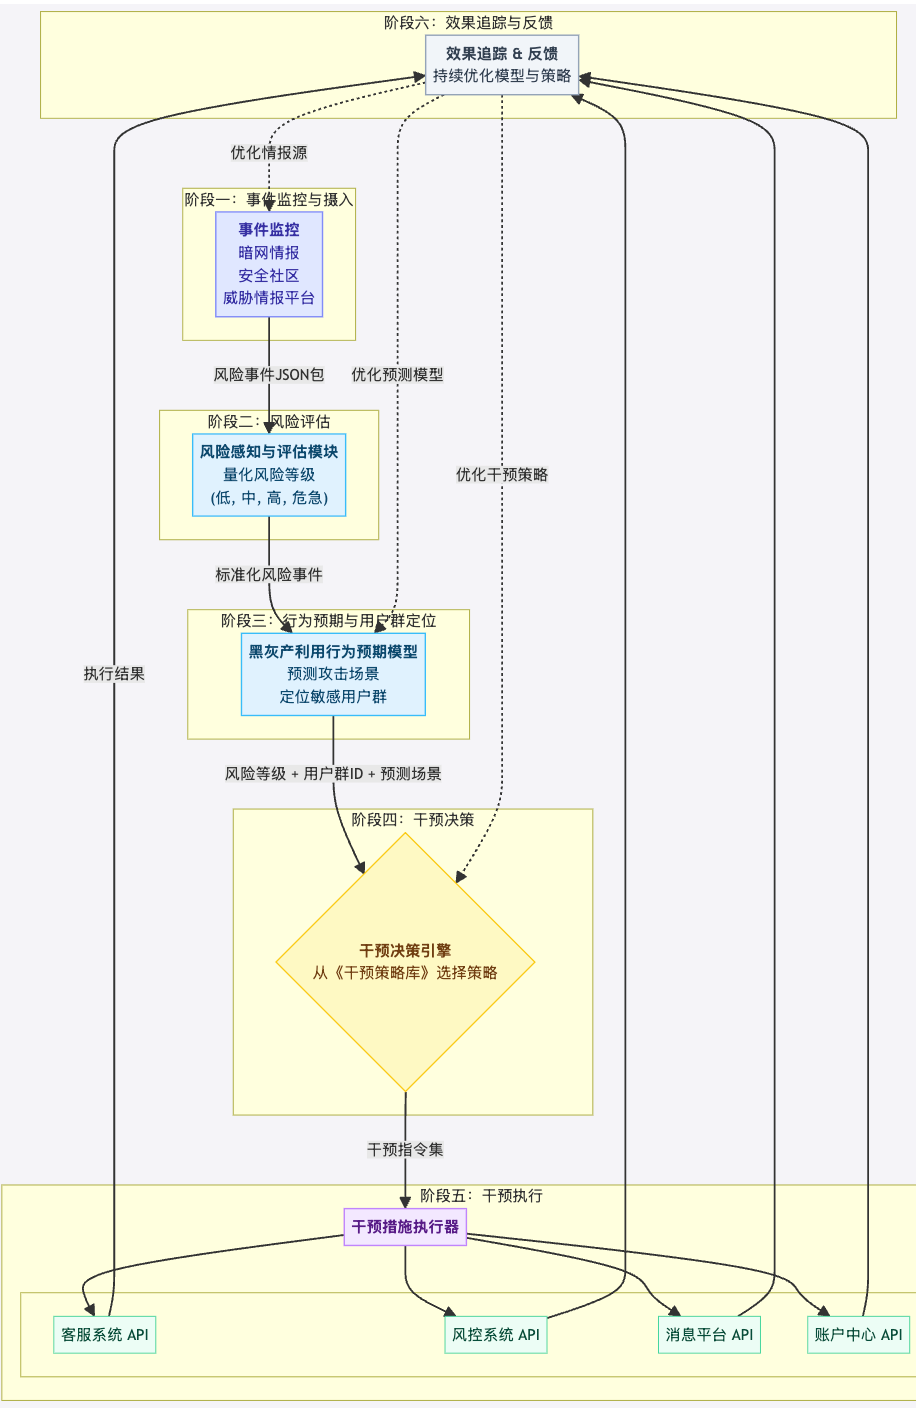 阶段六：效果追踪与反馈
效果追踪 & 反馈
持续优化模型与策略
优化情报源
阶段一：事件监控与摄入
事件监控
暗网情报
安全社区
威胁情报平台
风险事件JSON包
优化预测模型
阶段二：风险评估
风险感知与评估模块
量化风险等级
(低, 中, 高, 危急)
优化干预策略
标准化风险事件
阶段三：行为预期与用户群定位
黑灰产利用行为预期模型
预测攻击场景
定位敏感用户群
执行结果
风险等级 + 用户群ID + 预测场景
阶段四：干预决策
干预决策引擎
从《干预策略库》选择策略
干预指令集
阶段五：干预执行
干预措施执行器
客服系统 API
风控系统 API
消息平台 API
账户中心 API